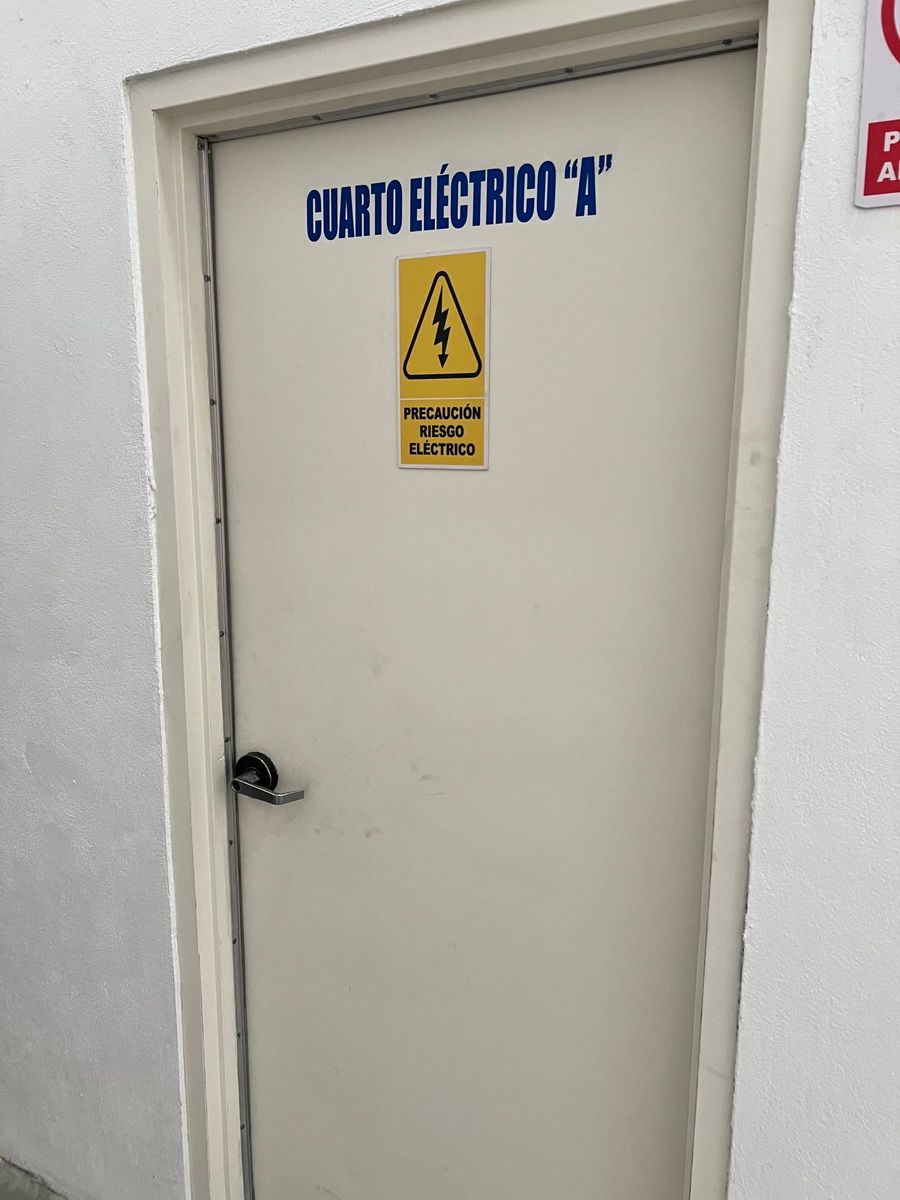 CUARTO ELÉCTRICO “A”
PRECAUCIÓN
RIESGO
ELÉCTRICO